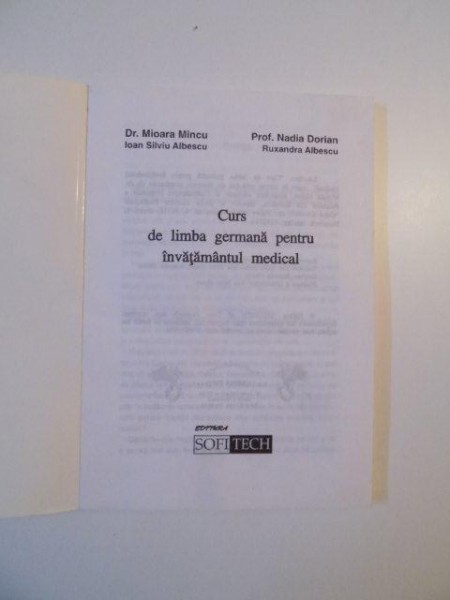 Dr. Mioara Mincu
Ioan Silviu Albescu
Prof. Nadia Dorian
Ruxandra Albescu
Curs
de limba germană pentru
învăţământul medical
EDITURA
SOFITECH